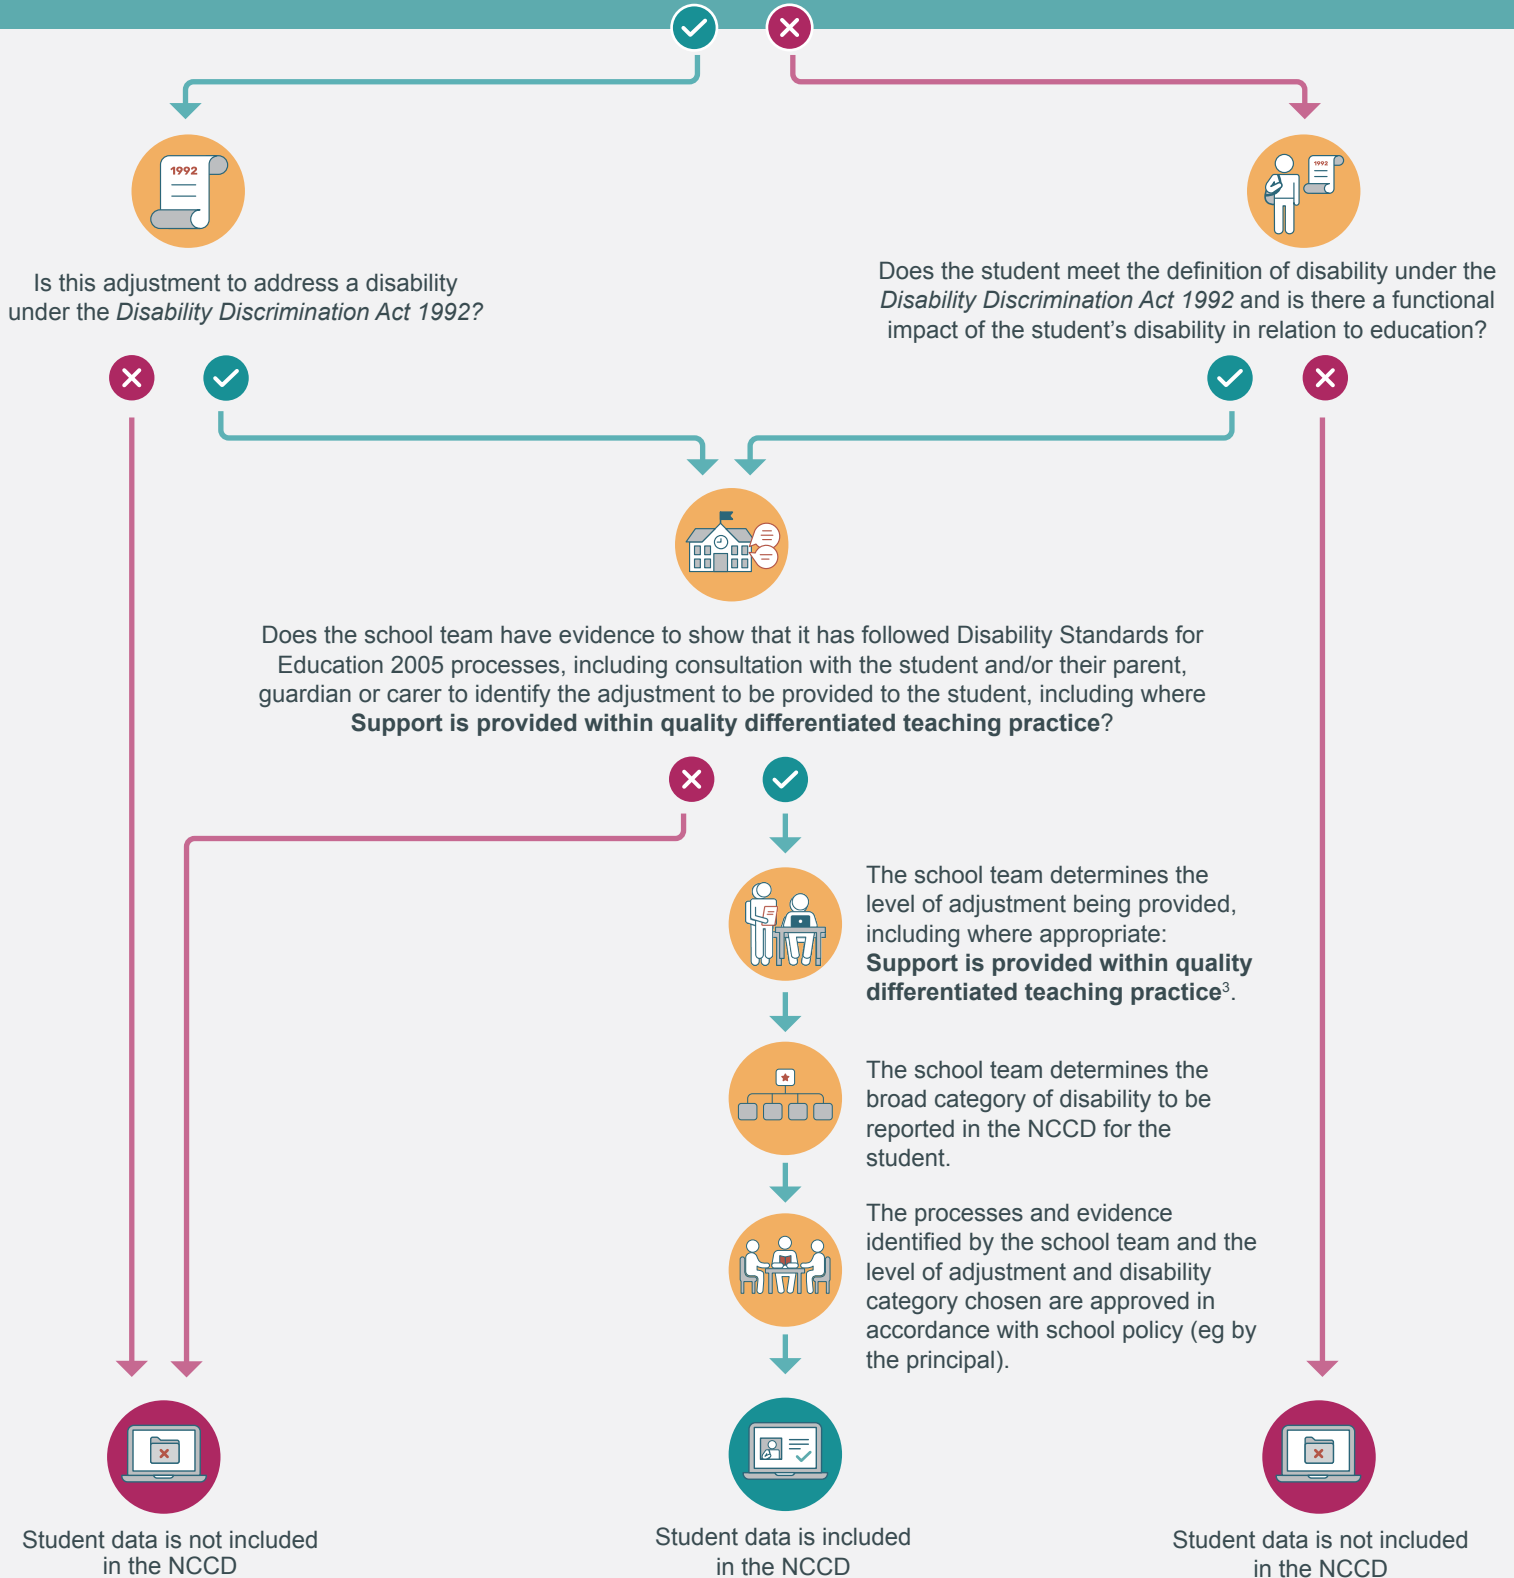 1992
Is this adjustment to address a disability
under the Disability Discrimination Act 1992?
1992
Does the student meet the definition of disability under the
Disability Discrimination Act 1992 and is there a functional
impact of the student’s disability in relation to education?
Does the school team have evidence to show that it has followed Disability Standards for
Education 2005 processes, including consultation with the student and/or their parent,
guardian or carer to identify the adjustment to be provided to the student, including where
Support is provided within quality differentiated teaching practice?
The school team determines the
level of adjustment being provided,
including where appropriate:
Support is provided within quality
differentiated teaching practice³.
The school team determines the
broad category of disability to be
reported in the NCCD for the
student.
The processes and evidence
identified by the school team and the
level of adjustment and disability
category chosen are approved in
accordance with school policy (eg by
the principal).
Student data is not included
in the NCCD
Student data is included
in the NCCD
Student data is not included
in the NCCD